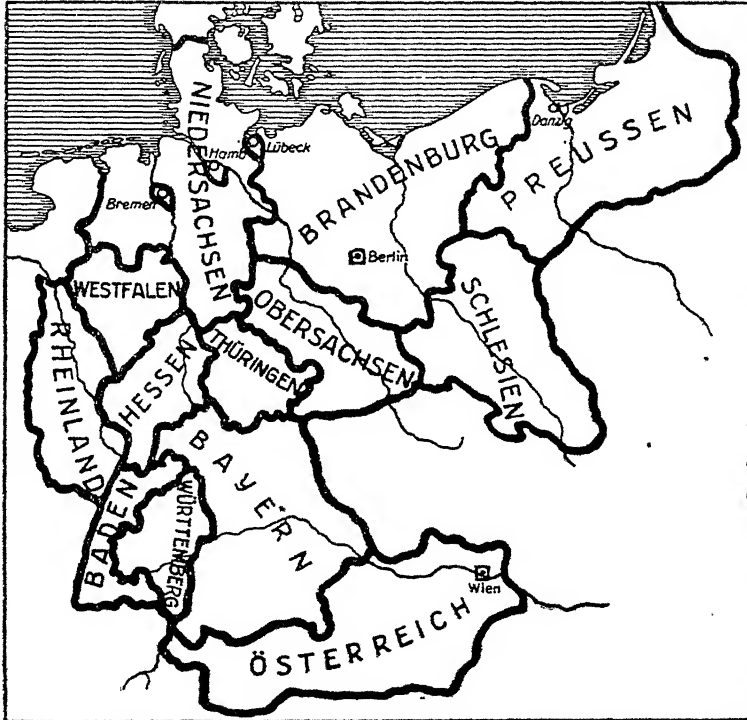 NIEDERSACHSEN
Hamb
Lübeck
Bremen
BRANDENBURG
Danzig
PREUSSEN
Berlin
WESTFALEN
OBERSACHSEN
SCHLESIEN
RHEINLAND
HESSEN
THÜRINGEN
BAYERN
BADEN
WÜRTTEMBERG
Wien
ÖSTERREICH